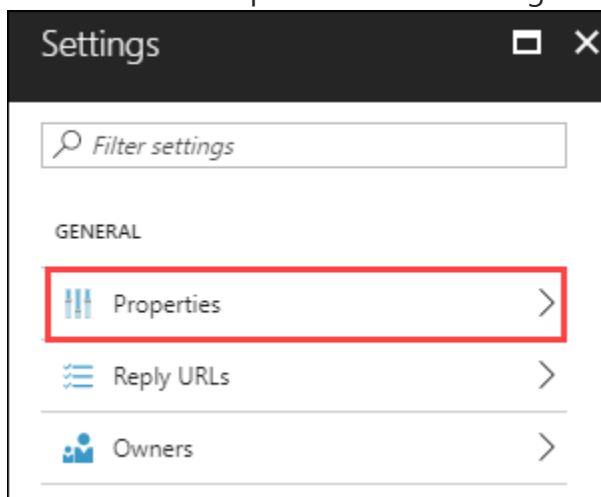 Settings
Filter settings
GENERAL
Properties
Reply URLs
Owners